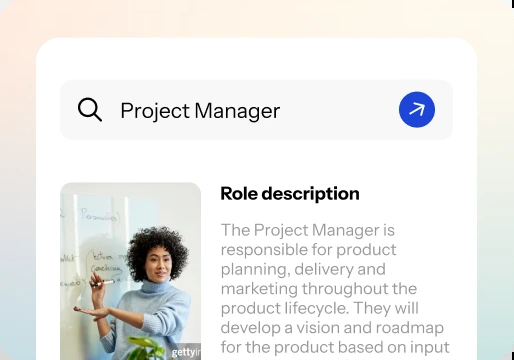 Project Manager
Role description
The Project Manager is
responsible for product
planning, delivery and
marketing throughout the
product lifecycle. They will
develop a vision and roadmap
for the product based on input
gettyi